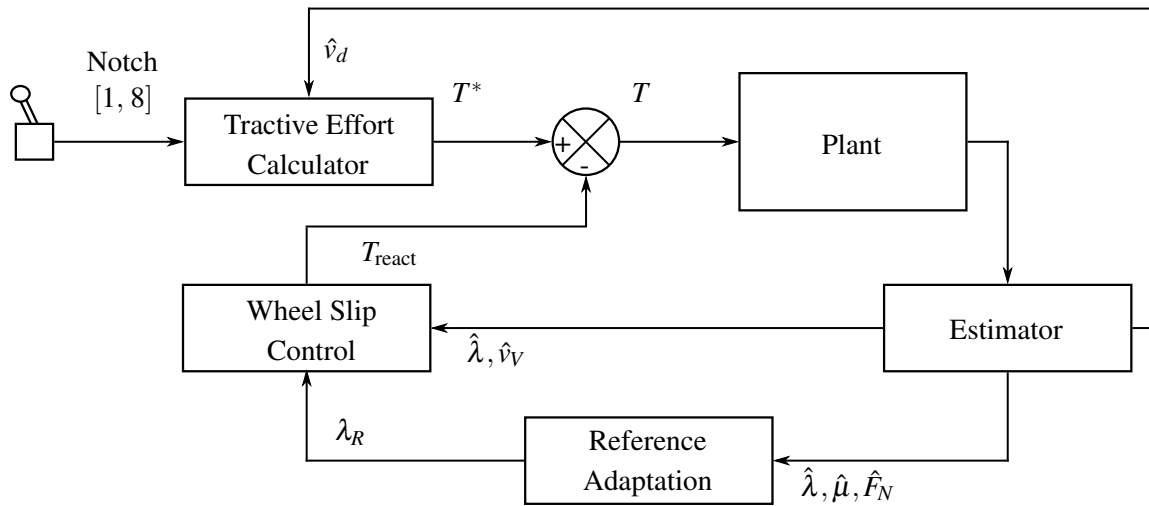 Notch
[1, 8]
v̂_d
Tractive Effort
Calculator
T*
+
-
T
Plant
T_react
Wheel Slip
Control
λ̂, v̂_V
Estimator
λ_R
Reference
Adaptation
λ̂, μ̂, F̂_N